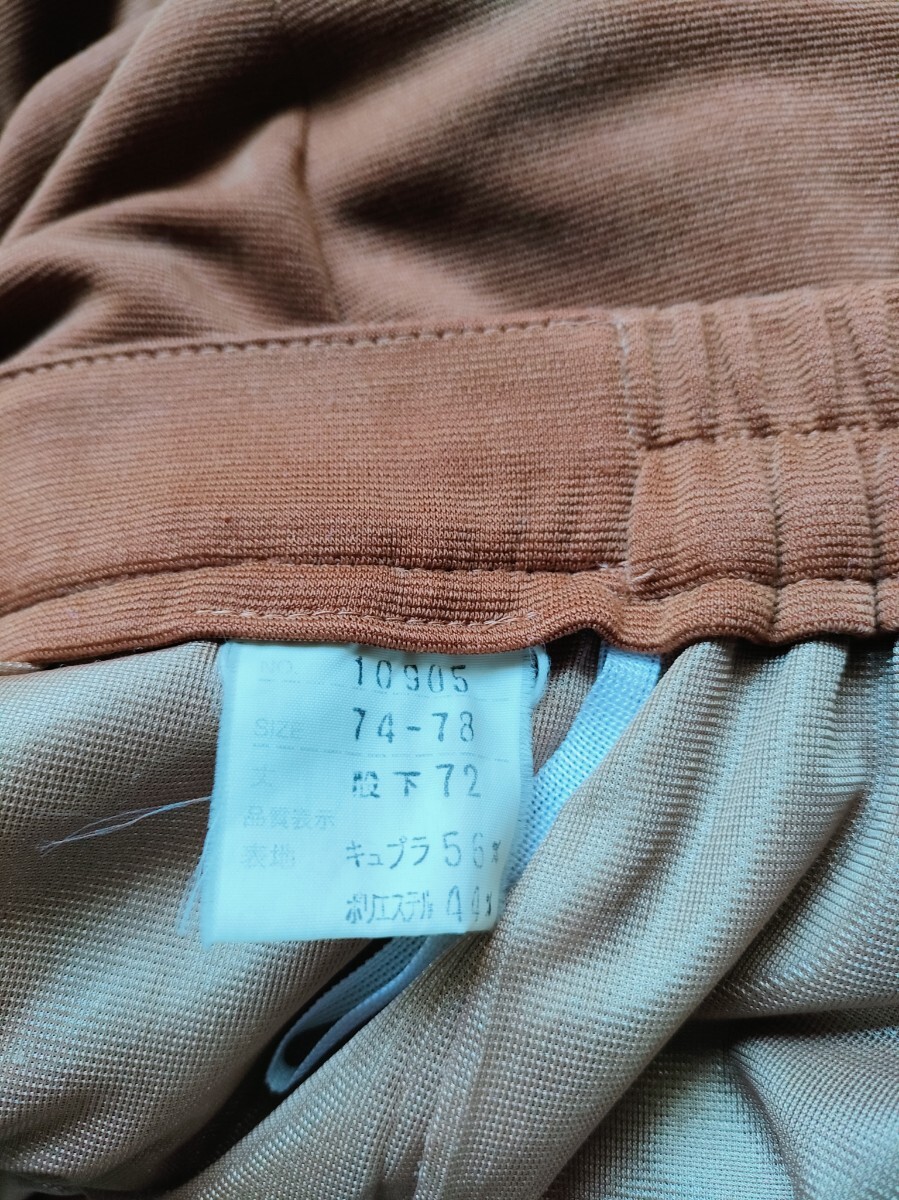 NO. 10905
SIZE 74-78
股下72
品質表示
表地 キュプラ56%
ポリエステル44%